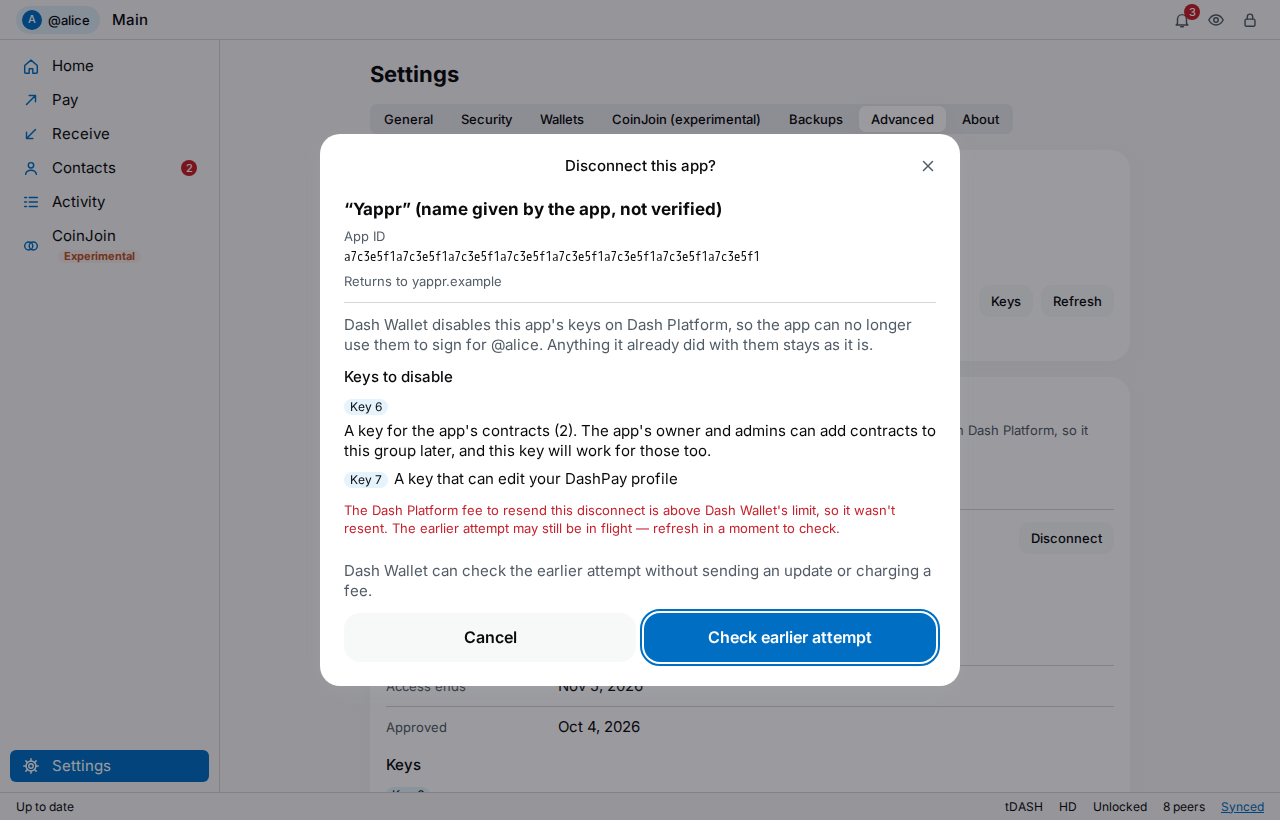 A @alice Main 3
Home
Pay
Receive
Contacts 2
Activity
CoinJoin
Experimental
Settings
Settings
General Security Wallets CoinJoin (experimental) Backups Advanced About
Keys Refresh
Dash Platform, so it
Disconnect
Access ends Nov 5, 2026
Approved Oct 4, 2026
Keys
Disconnect this app?
“Yappr” (name given by the app, not verified)
App ID
a7c3e5f1a7c3e5f1a7c3e5f1a7c3e5f1a7c3e5f1a7c3e5f1a7c3e5f1a7c3e5f1
Returns to yappr.example
Dash Wallet disables this app's keys on Dash Platform, so the app can no longer
use them to sign for @alice. Anything it already did with them stays as it is.
Keys to disable
Key 6
A key for the app's contracts (2). The app's owner and admins can add contracts to
this group later, and this key will work for those too.
Key 7 A key that can edit your DashPay profile
The Dash Platform fee to resend this disconnect is above Dash Wallet's limit, so it wasn't
resent. The earlier attempt may still be in flight — refresh in a moment to check.
Dash Wallet can check the earlier attempt without sending an update or charging a
fee.
Cancel Check earlier attempt
Up to date tDASH HD Unlocked 8 peers Synced